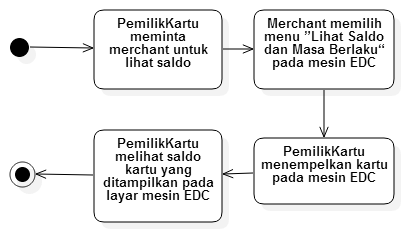 PemilikKartu
meminta
merchant untuk
lihat saldo
Merchant memilih
menu ”Lihat Saldo
dan Masa Berlaku“
pada mesin EDC
PemilikKartu
menempelkan kartu
pada mesin EDC
PemilikKartu
melihat saldo
kartu yang
ditampilkan pada
layar mesin EDC